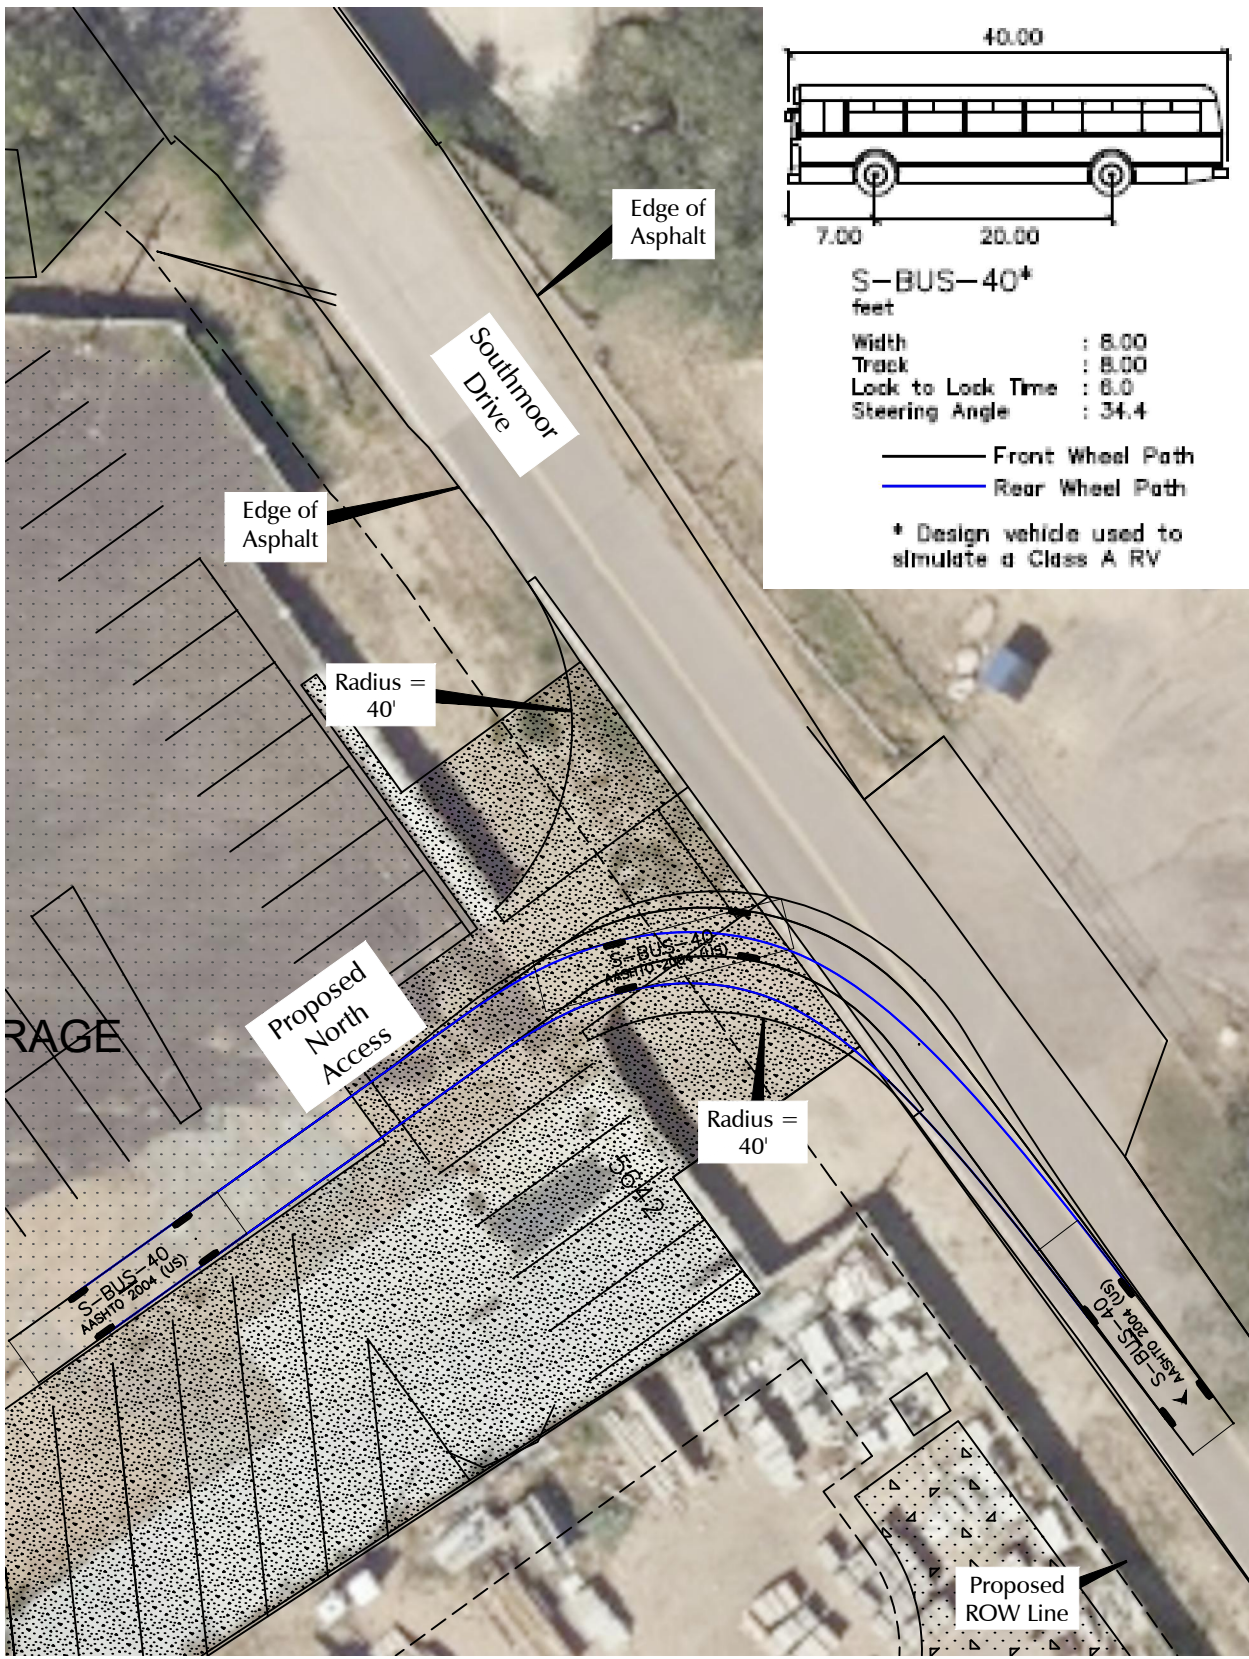 40.00
7.00
20.00
S-BUS-40*
feet
Width : 8.00
Track : 8.00
Lock to Lock Time : 6.0
Steering Angle : 34.4
Front Wheel Path
Rear Wheel Path
* Design vehicle used to
simulate a Class A RV
Edge of
Asphalt
Southmoor
Drive
Edge of
Asphalt
Radius =
40'
S-BUS-40
AASHTO 2004 (US)
Proposed
North
Access
RAGE
Radius =
40'
5642
S-BUS-40
AASHTO 2004 (US)
S-BUS-40
AASHTO 2004 (US)
Proposed
ROW Line